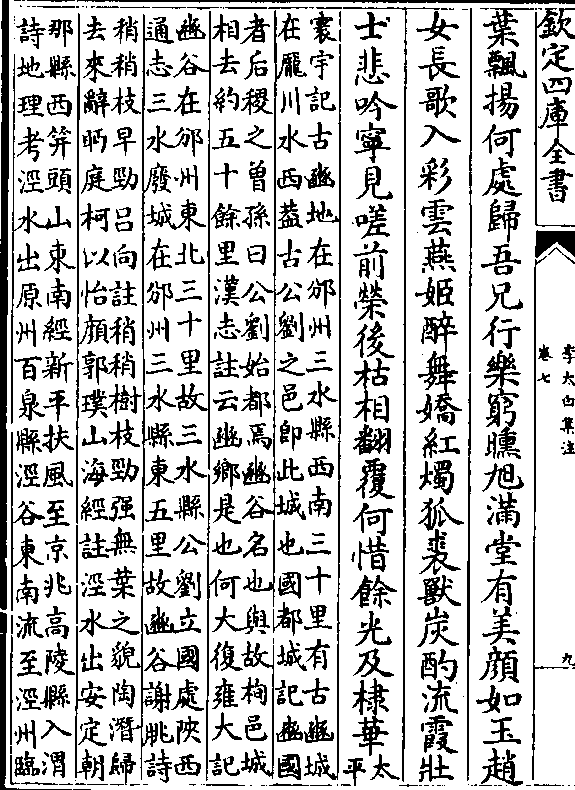 欽定四庫全書
李太白集注
卷七
九
葉飄揚何處歸吾兄行樂窮曛旭滿堂有美顔如玉趙
女長歌入彩雲燕姬醉舞嬌紅燭狐裘獸炭酌流霞壯
士悲吟寧見嗟前榮後枯相翻覆何惜餘光及棣華
太平
寰宇記古豳地在邠州三水縣西南三十里有古豳城
在隴川水西蓋古公劉之邑即此城也國都城記豳國
者后稷之曽孫曰公劉始都焉豳谷名也與故栒邑城
相去約五十餘里漢志註云豳鄉是也何大復雍大記
豳谷在邠州東北三十里故三水縣公劉立國處陝西
通志三水廢城在邠州三水縣東五里故豳谷謝朓詩
稍稍枝早勁呂向註稍稍樹枝勁强無葉之貌陶潛歸
去來辭眄庭柯以怡顔郭璞山海經註涇水出安定朝
那縣西笄頭山東南經新平扶風至京兆高陵縣入渭
詩地理考涇水出原州百泉縣涇谷東南流至涇州臨